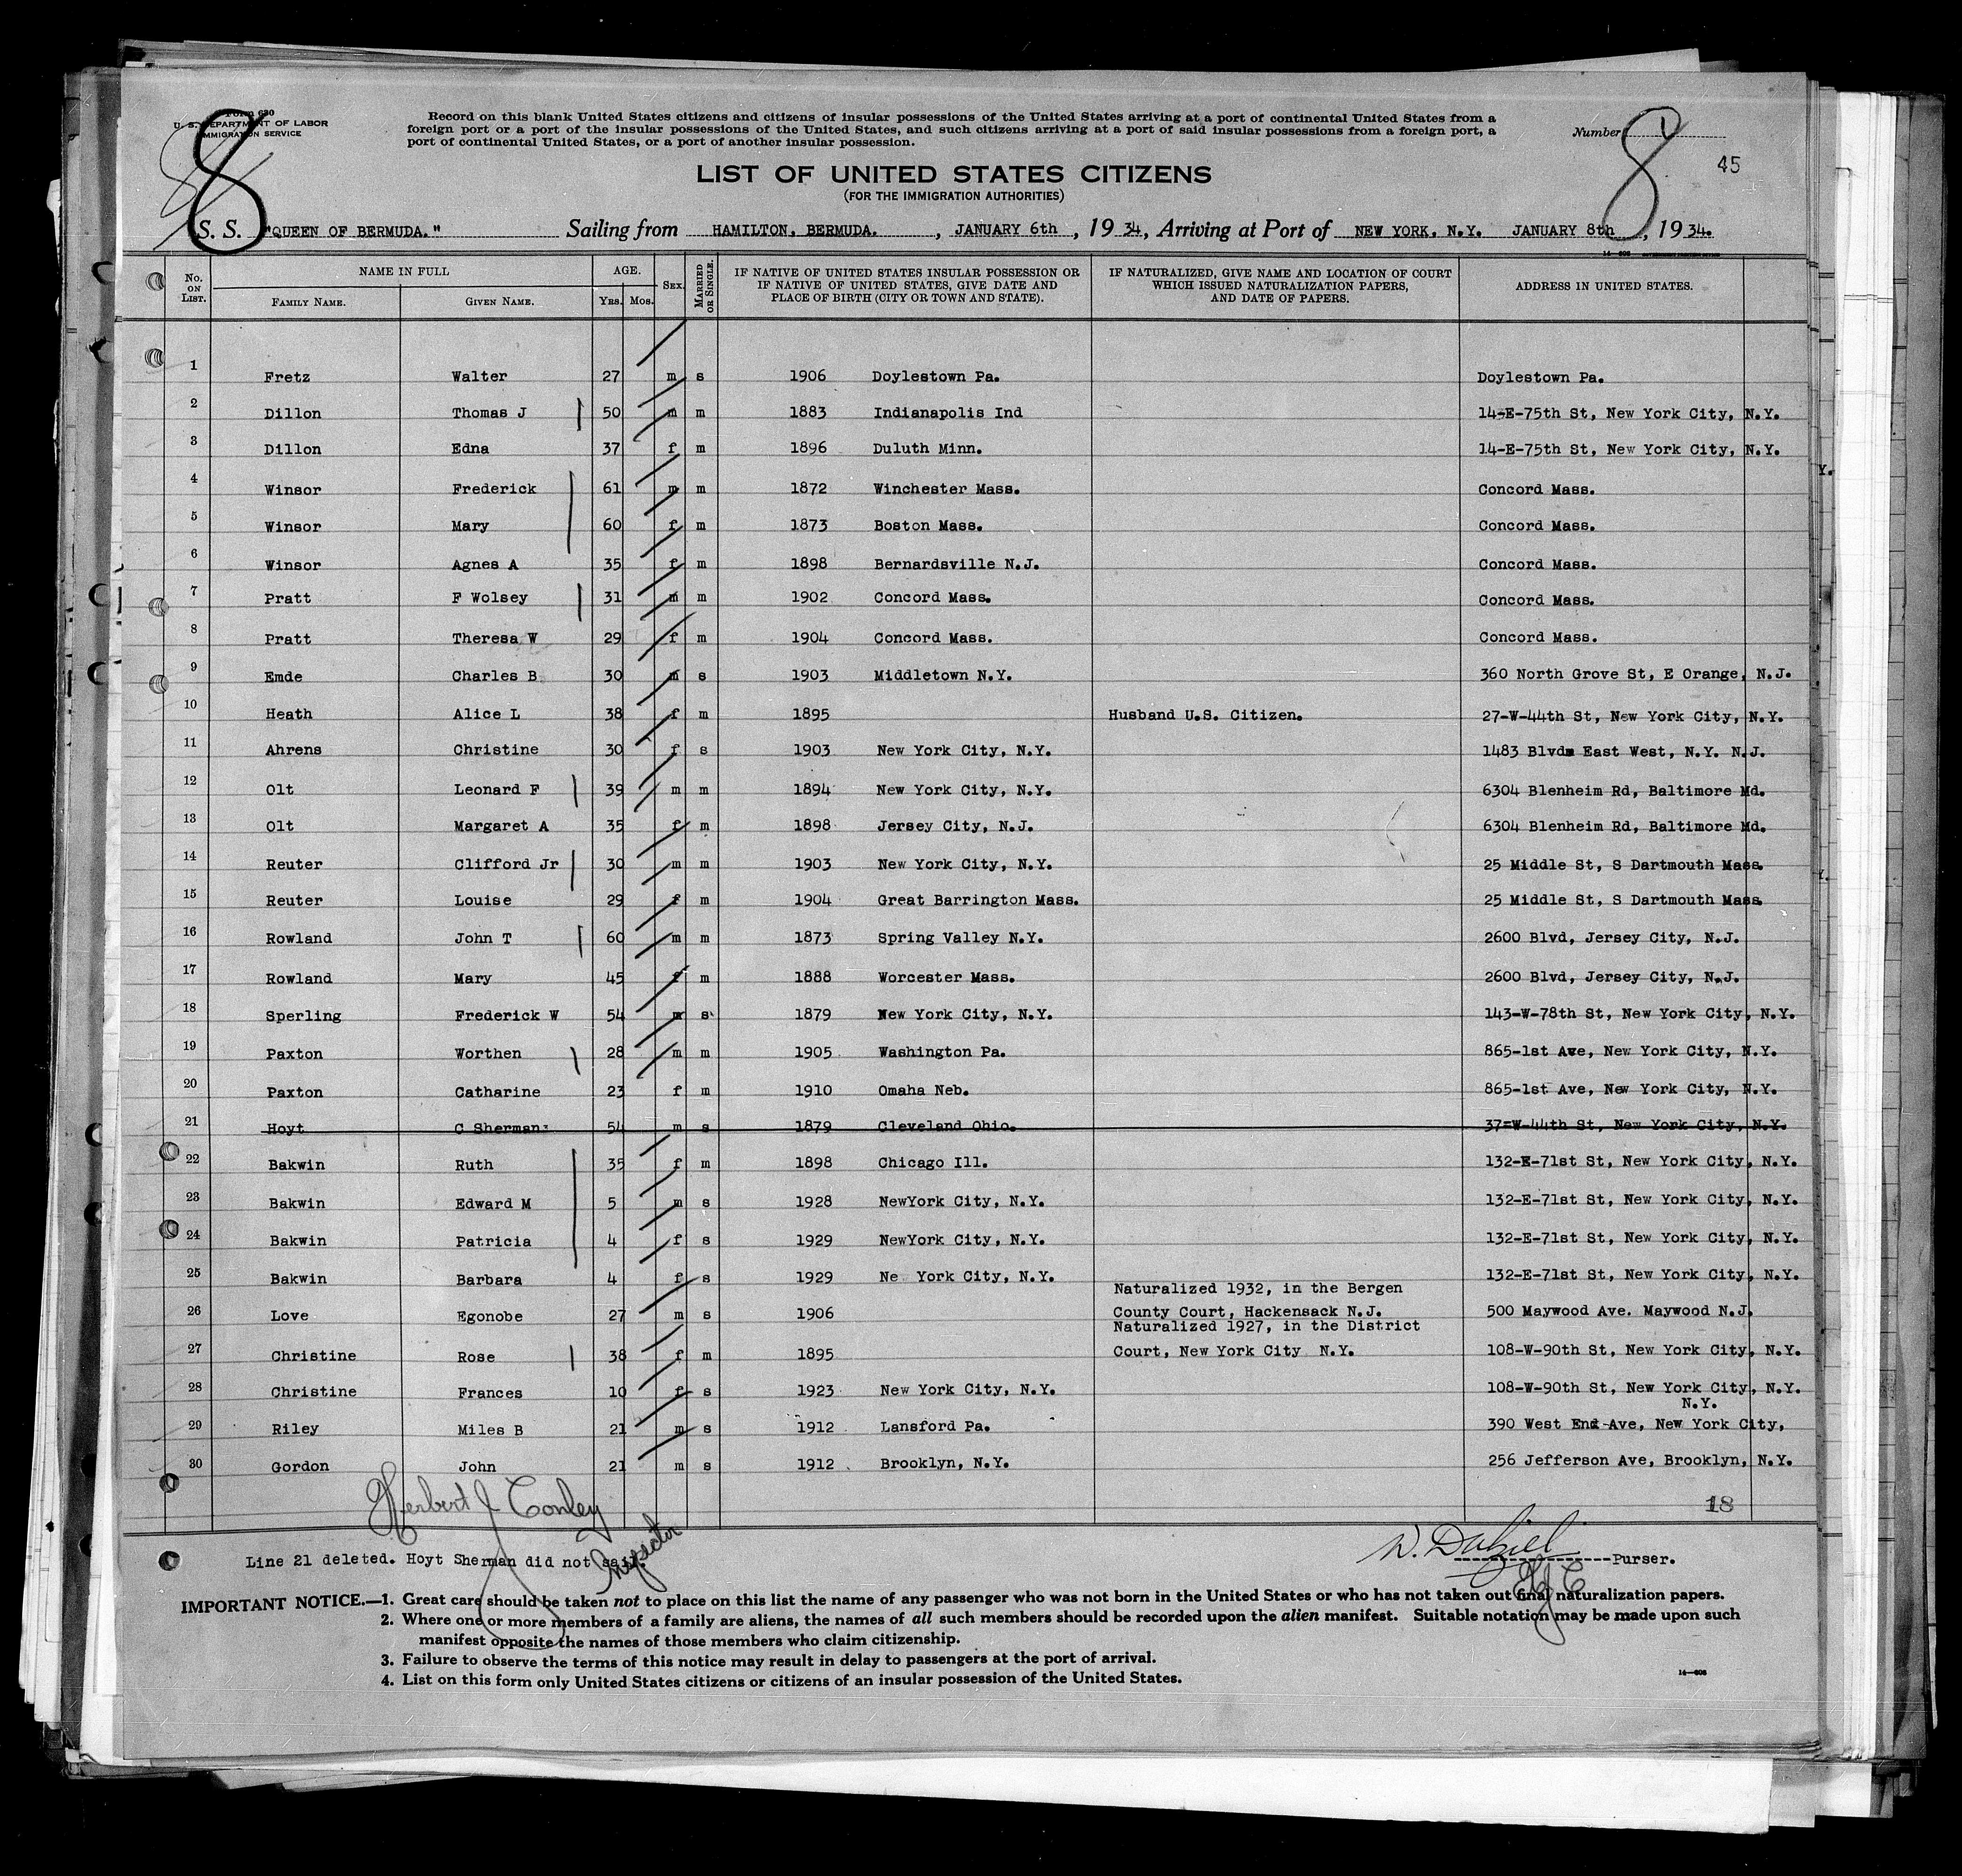 Form 630
U. S. DEPARTMENT OF LABOR
IMMIGRATION SERVICE
8
Record on this blank United States citizens and citizens of insular possessions of the United States arriving at a port of continental United States from a
foreign port or a port of the insular possessions of the United States, and such citizens arriving at a port of said insular possessions from a foreign port, a
port of continental United States, or a port of another insular possession.
Number
8
45
LIST OF UNITED STATES CITIZENS
(FOR THE IMMIGRATION AUTHORITIES)
S. S. "QUEEN OF BERMUDA." Sailing from HAMILTON, BERMUDA. , JANUARY 6th , 19 34, Arriving at Port of NEW YORK, N.Y. JANUARY 8th , 19 34.
No. ON LIST. NAME IN FULL FAMILY NAME. GIVEN NAME. AGE. Yrs. Mos. SEX. MARRIED OR SINGLE. IF NATIVE OF UNITED STATES INSULAR POSSESSION OR IF NATIVE OF UNITED STATES, GIVE DATE AND PLACE OF BIRTH (CITY OR TOWN AND STATE). IF NATURALIZED, GIVE NAME AND LOCATION OF COURT WHICH ISSUED NATURALIZATION PAPERS, AND DATE OF PAPERS. ADDRESS IN UNITED STATES.
1 Fretz Walter 27 m s 1906 Doylestown Pa. Doylestown Pa.
2 Dillon Thomas J 50 m m 1883 Indianapolis Ind 14-E-75th St, New York City, N.Y.
3 Dillon Edna 37 f m 1896 Duluth Minn. 14-E-75th St, New York City, N.Y.
4 Winsor Frederick 61 m m 1872 Winchester Mass. Concord Mass.
5 Winsor Mary 60 f m 1873 Boston Mass. Concord Mass.
6 Winsor Agnes A 35 f m 1898 Bernardsville N.J. Concord Mass.
7 Pratt F Wolsey 31 m m 1902 Concord Mass. Concord Mass.
8 Pratt Theresa W 29 f m 1904 Concord Mass. Concord Mass.
9 Emde Charles B 30 m s 1903 Middletown N.Y. 360 North Grove St, E Orange, N.J.
10 Heath Alice L 38 f m 1895 Husband U.S. Citizen. 27-W-44th St, New York City, N.Y.
11 Ahrens Christine 30 f s 1903 New York City, N.Y. 1483 Blvdm East West, N.Y. N.J.
12 Olt Leonard F 39 m m 1894 New York City, N.Y. 6304 Blenheim Rd, Baltimore Md.
13 Olt Margaret A 35 f m 1898 Jersey City, N.J. 6304 Blenheim Rd, Baltimore Md.
14 Reuter Clifford Jr 30 m m 1903 New York City, N.Y. 25 Middle St, S Dartmouth Mass.
15 Reuter Louise 29 f m 1904 Great Barrington Mass. 25 Middle St, S Dartmouth Mass.
16 Rowland John T 60 m m 1873 Spring Valley N.Y. 2600 Blvd, Jersey City, N.J.
17 Rowland Mary 45 f m 1888 Worcester Mass. 2600 Blvd, Jersey City, N.J.
18 Sperling Frederick W 54 m s 1879 New York City, N.Y. 143-W-78th St, New York City, N.Y.
19 Paxton Worthen 28 m m 1905 Washington Pa. 865-1st Ave, New York City, N.Y.
20 Paxton Catharine 23 f m 1910 Omaha Neb. 865-1st Ave, New York City, N.Y.
21 Hoyt C Sherman 54 m s 1879 Cleveland Ohio. 37-W-44th St, New York City, N.Y.
22 Bakwin Ruth 35 f m 1898 Chicago Ill. 132-E-71st St, New York City, N.Y.
23 Bakwin Edward M 5 m s 1928 NewYork City, N.Y. 132-E-71st St, New York City, N.Y.
24 Bakwin Patricia 4 f s 1929 NewYork City, N.Y. 132-E-71st St, New York City, N.Y.
25 Bakwin Barbara 4 f s 1929 Ne York City, N.Y. 132-E-71st St, New York City, N.Y.
Naturalized 1932, in the Bergen
26 Love Egonobe 27 m s 1906 County Court, Hackensack N.J. 500 Maywood Ave. Maywood N.J.
Naturalized 1927, in the District
27 Christine Rose 38 f m 1895 Court, New York City N.Y. 108-W-90th St, New York City, N.Y.
28 Christine Frances 10 f s 1923 New York City, N.Y. 108-W-90th St, New York City, N.Y.
N.Y.
29 Riley Miles B 21 m s 1912 Lansford Pa. 390 West End-Ave, New York City,
30 Gordon John 21 m s 1912 Brooklyn, N.Y. 256 Jefferson Ave, Brooklyn, N.Y.
18
Herbert J Conley
Inspector
Line 21 deleted. Hoyt Sherman did not sail.
W. Dalziel Purser.
HJC
IMPORTANT NOTICE.—1. Great care should be taken not to place on this list the name of any passenger who was not born in the United States or who has not taken out final naturalization papers.
2. Where one or more members of a family are aliens, the names of all such members should be recorded upon the alien manifest. Suitable notation may be made upon such
manifest opposite the names of those members who claim citizenship.
3. Failure to observe the terms of this notice may result in delay to passengers at the port of arrival.
4. List on this form only United States citizens or citizens of an insular possession of the United States.
14—608